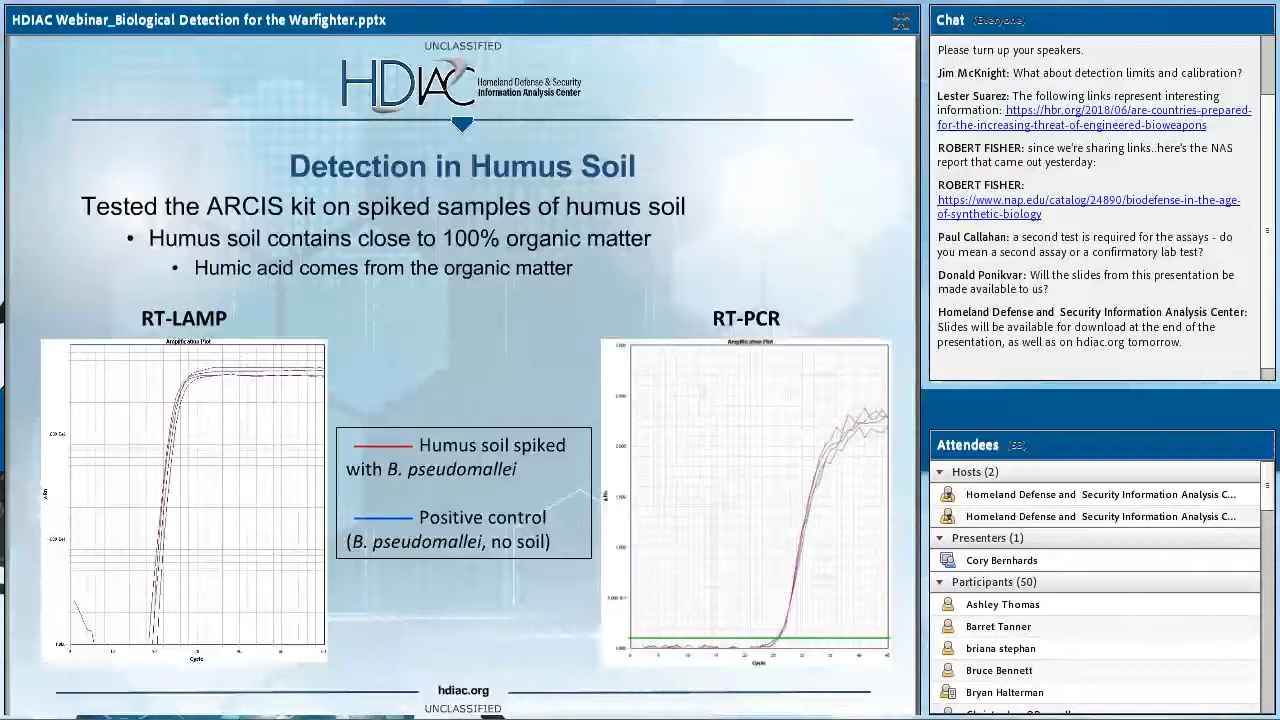 HDIAC Webinar_Biological Detection for the Warfighter.pptx
UNCLASSIFIED
HDIAC
Homeland Defense & Security
Information Analysis Center
Detection in Humus Soil
Tested the ARCIS kit on spiked samples of humus soil
• Humus soil contains close to 100% organic matter
• Humic acid comes from the organic matter
RT-LAMP
Amplification Plot
Cycle
Humus soil spiked
with B. pseudomallei
Positive control
(B. pseudomallei, no soil)
RT-PCR
Amplification Plot
Cycle
hdiac.org
UNCLASSIFIED
Chat (Everyone)
Please turn up your speakers.
Jim McKnight: What about detection limits and calibration?
Lester Suarez: The following links represent interesting
information: https://hbr.org/2018/06/are-countries-prepared-
for-the-increasing-threat-of-engineered-bioweapons
ROBERT FISHER: since we're sharing links..here's the NAS
report that came out yesterday:
ROBERT FISHER:
https://www.nap.edu/catalog/24890/biodefense-in-the-age-
of-synthetic-biology
Paul Callahan: a second test is required for the assays - do
you mean a second assay or a confirmatory lab test?
Donald Ponikvar: Will the slides from this presentation be
made available to us?
Homeland Defense and Security Information Analysis Center:
Slides will be available for download at the end of the
presentation, as well as on hdiac.org tomorrow.
Attendees (53)
Hosts (2)
Homeland Defense and Security Information Analysis C...
Homeland Defense and Security Information Analysis C...
Presenters (1)
Cory Bernhards
Participants (50)
Ashley Thomas
Barret Tanner
briana stephan
Bruce Bennett
Bryan Halterman